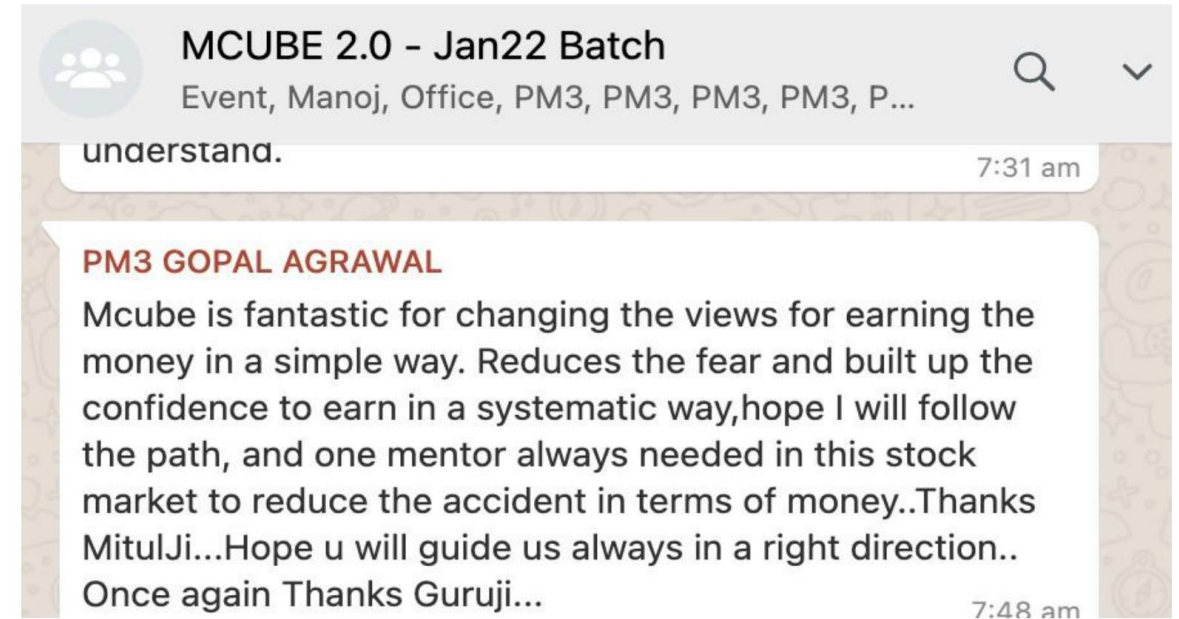 MCUBE 2.0 - Jan22 Batch
Event, Manoj, Office, PM3, PM3, PM3, PM3, P...
understand.
7:31 am
PM3 GOPAL AGRAWAL
Mcube is fantastic for changing the views for earning the
money in a simple way. Reduces the fear and built up the
confidence to earn in a systematic way,hope I will follow
the path, and one mentor always needed in this stock
market to reduce the accident in terms of money..Thanks
MitulJi...Hope u will guide us always in a right direction..
Once again Thanks Guruji...
7:48 am